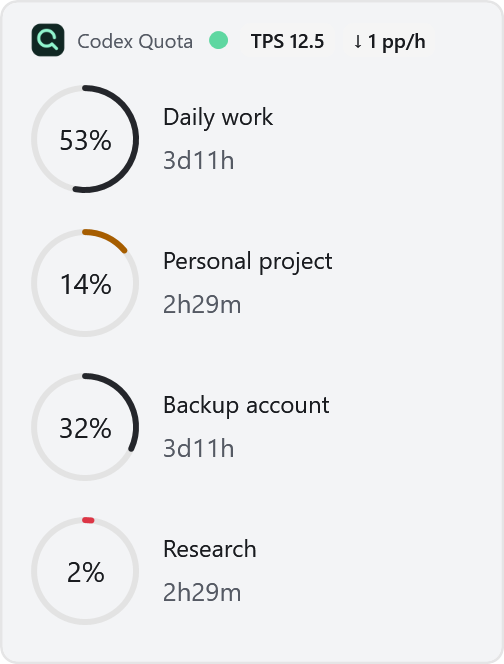 Codex Quota TPS 12.5 ↓ 1 pp/h
53%
Daily work
3d11h
14%
Personal project
2h29m
32%
Backup account
3d11h
2%
Research
2h29m